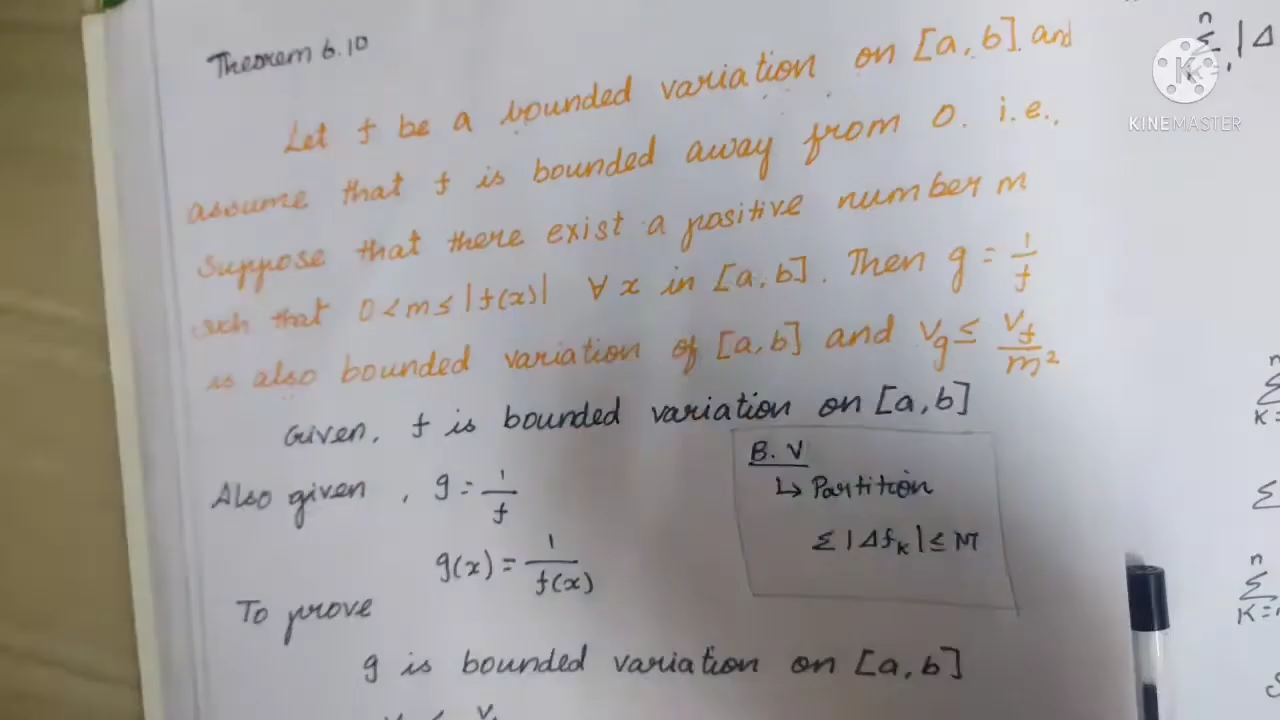 Theorem 6.10
Let f be a bounded variation on [a, b] and
assume that f is bounded away from 0. i.e.,
suppose that there exist a positive number m
such that 0 < m ≤ |f(x)| ∀ x in [a, b]. Then g = 1/f
is also bounded variation of [a, b] and Vg ≤ Vf/m²
Given, f is bounded variation on [a, b]
Also given, g = 1/f
g(x) = 1/f(x)
B. V
↳ Partition
Σ |Δfₖ| ≤ M
To prove
g is bounded variation on [a, b]
n
Σ |Δ
K
KINEMASTER
n
Σ
K=
Σ
n
Σ
K=